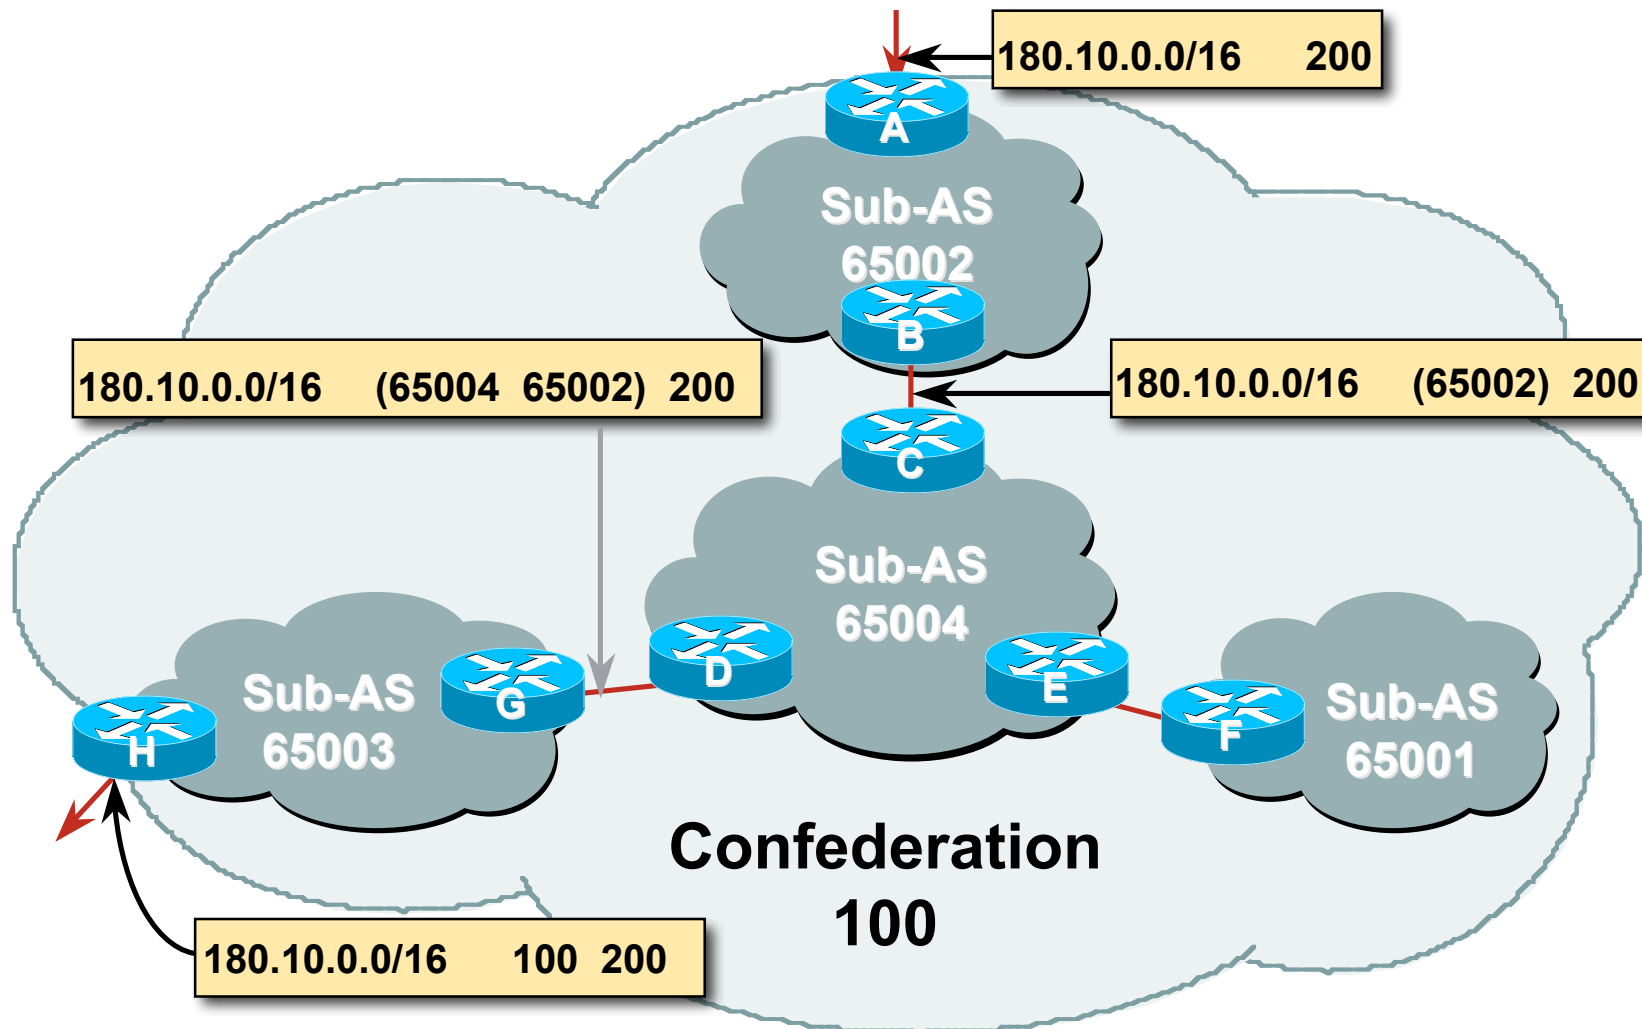 180.10.0.0/16 200
A
Sub-AS
65002
B
180.10.0.0/16 (65004 65002) 200
180.10.0.0/16 (65002) 200
C
Sub-AS
65004
D
E
G
Sub-AS
65003
H
F
Sub-AS
65001
Confederation
100
180.10.0.0/16 100 200